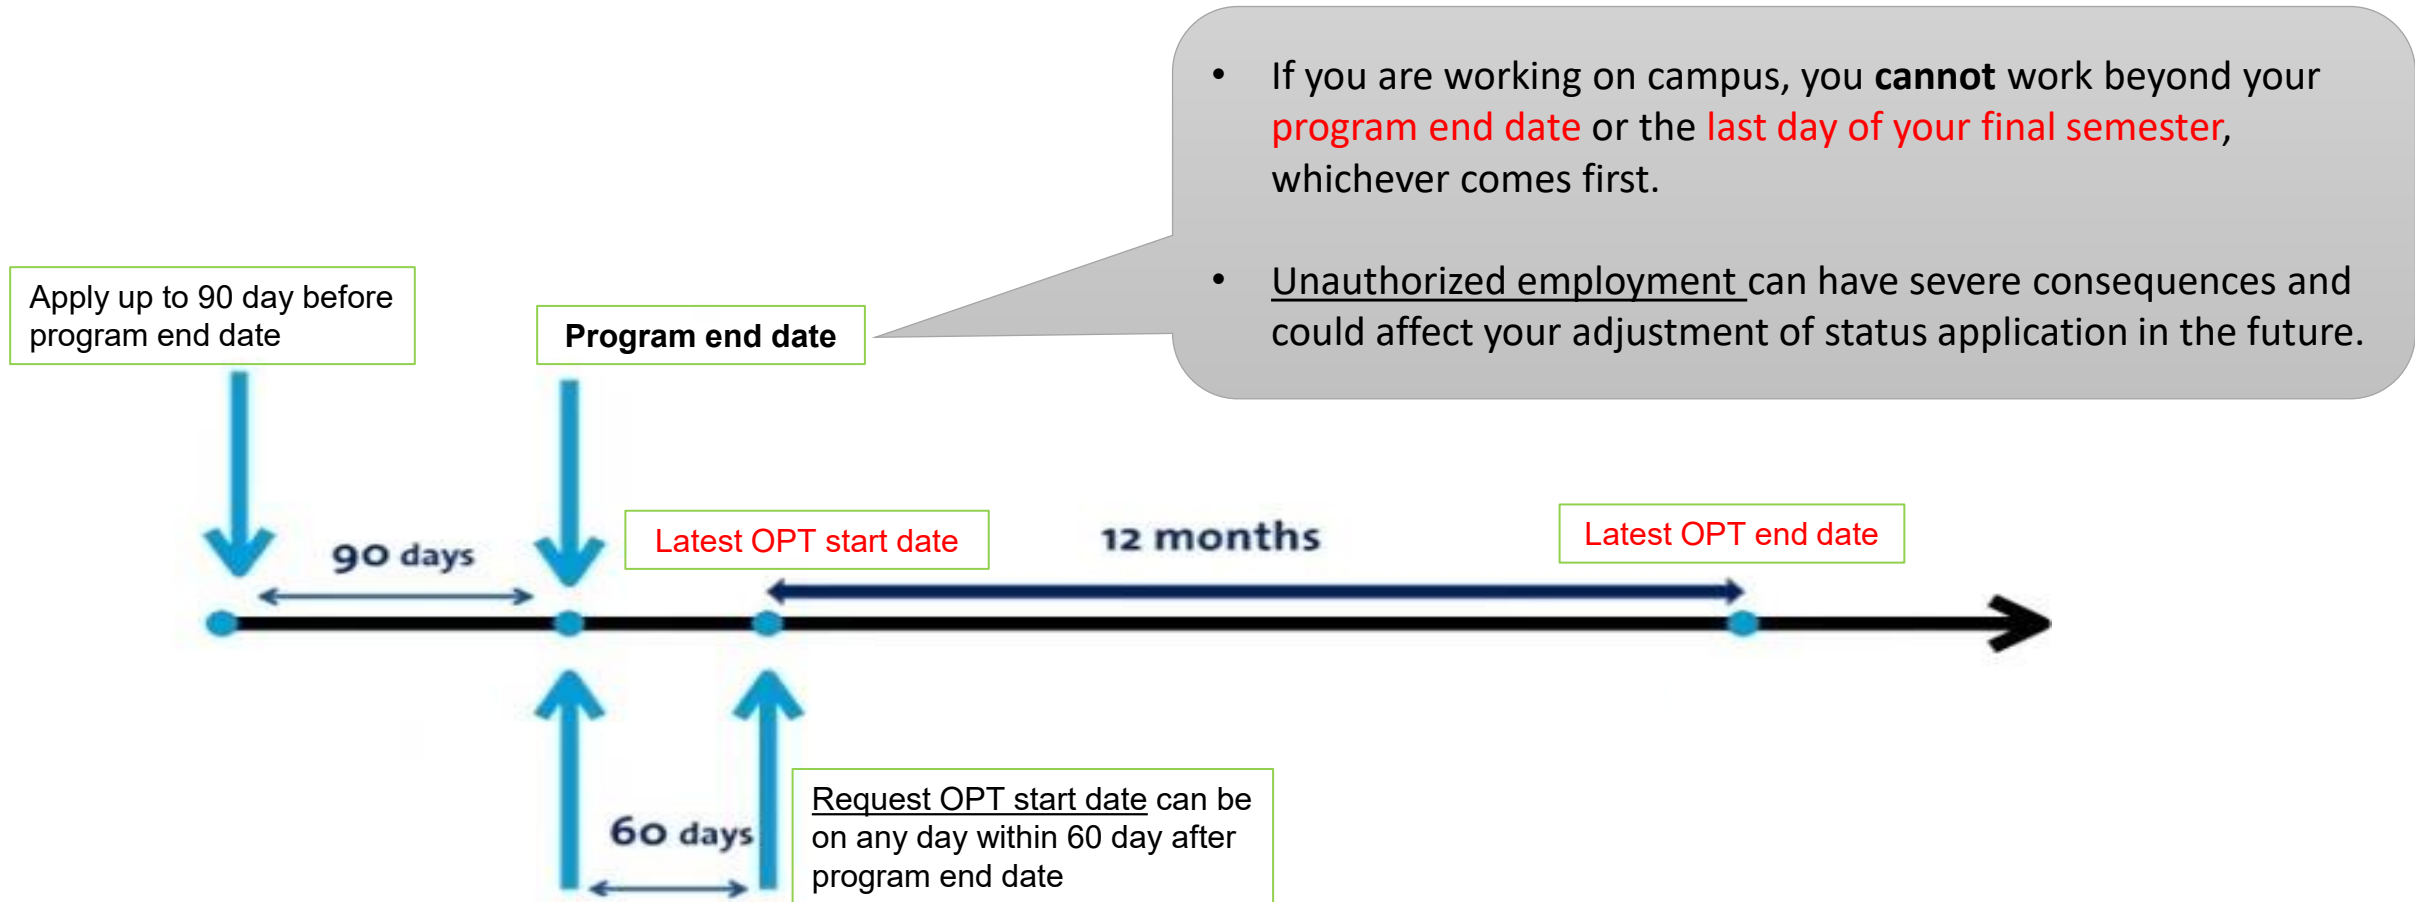 • If you are working on campus, you cannot work beyond your
program end date or the last day of your final semester,
whichever comes first.
• Unauthorized employment can have severe consequences and
could affect your adjustment of status application in the future.
Apply up to 90 day before
program end date
Program end date
90 days
Latest OPT start date
12 months
Latest OPT end date
60 days
Request OPT start date can be
on any day within 60 day after
program end date